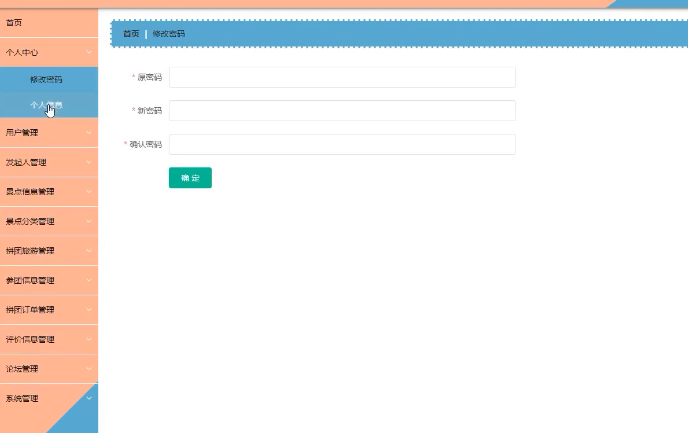 首页
个人中心
修改密码
个人信息
用户管理
发起人管理
景点信息管理
景点分类管理
拼团旅游管理
参团信息管理
拼团订单管理
评价信息管理
论坛管理
系统管理
首页 | 修改密码
* 原密码
* 新密码
* 确认密码
确 定